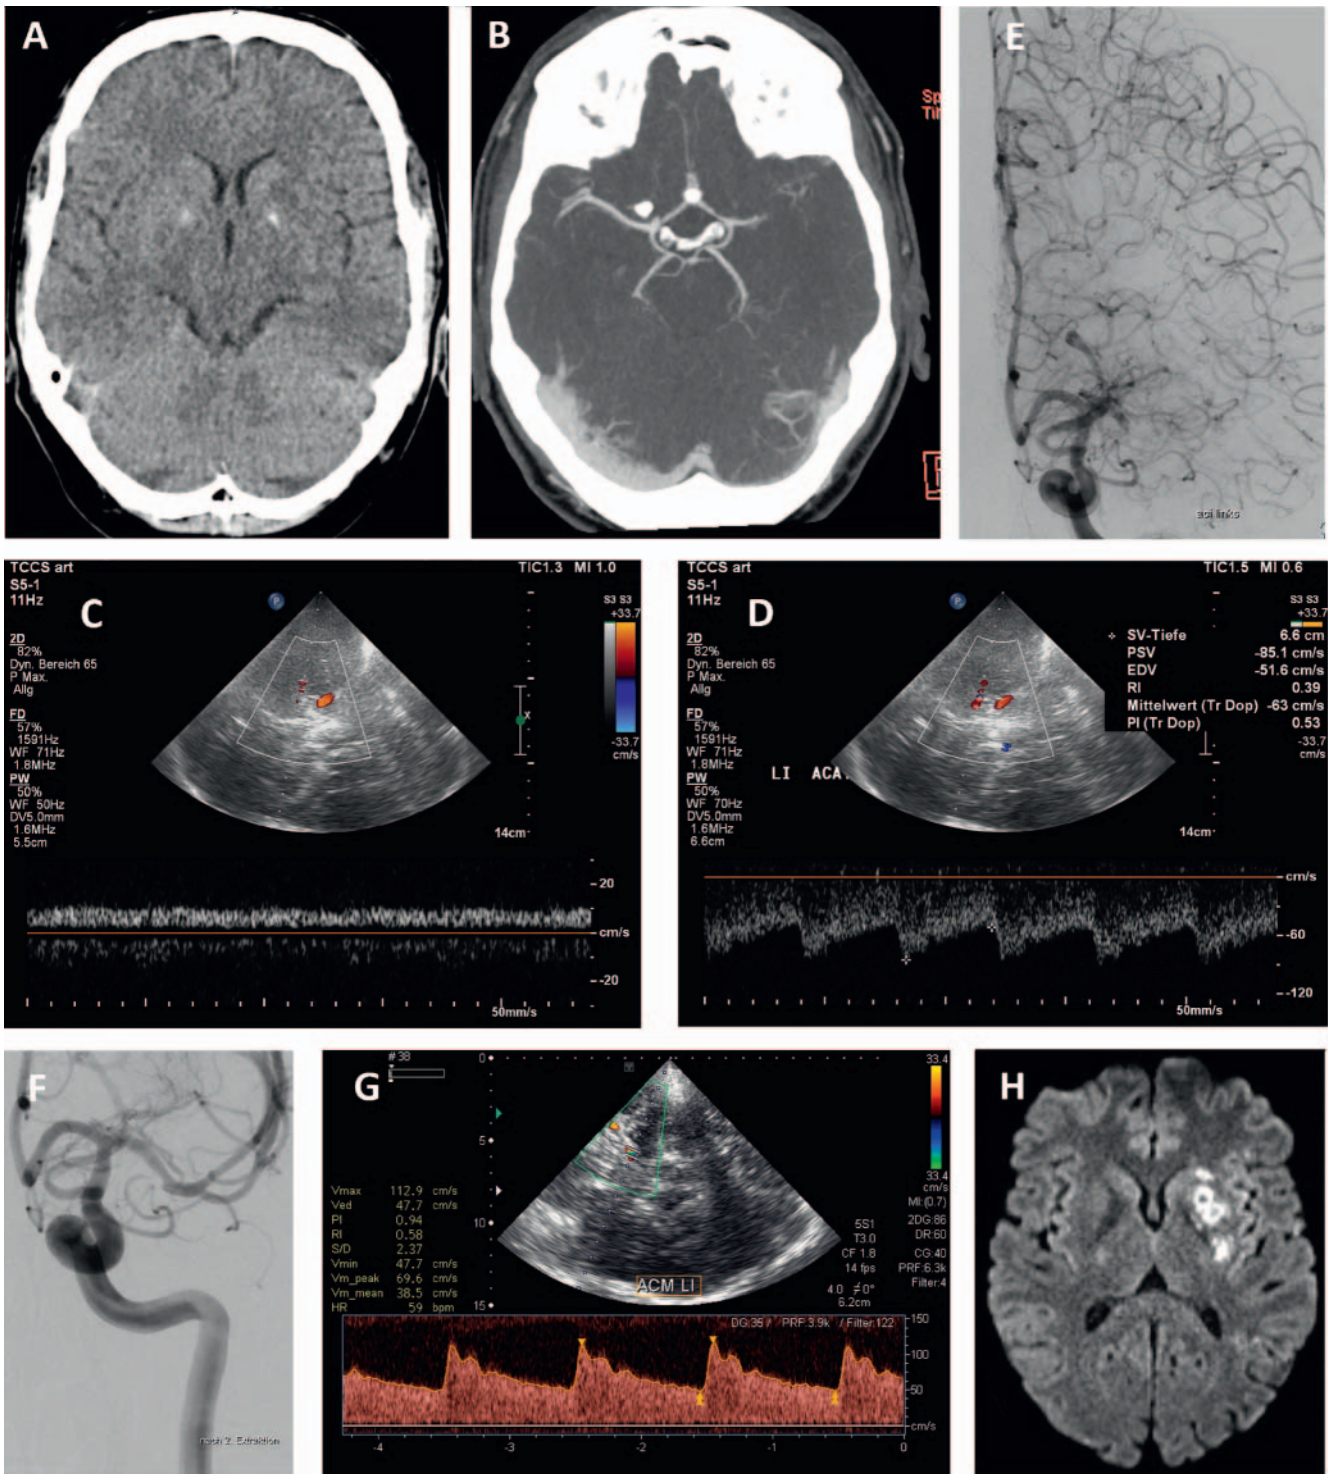 A
B
Sp
Tir
E
aci links
TCCS art
S5-1
11Hz
TIC1.3 MI 1.0
C
P
S3 S3
+33.7
2D
82%
Dyn. Bereich 65
P Max.
Allg
FD
57%
1591Hz
WF 71Hz
1.8MHz
PW
50%
WF 50Hz
DV5.0mm
1.6MHz
5.5cm
x
-33.7
cm/s
14cm
20
cm/s
-20
50mm/s
TCCS art
S5-1
11Hz
TIC1.5 MI 0.6
D
P
S3 S3
+33.7
2D
82%
Dyn. Bereich 65
P Max.
Allg
FD
57%
1591Hz
WF 71Hz
1.8MHz
PW
50%
WF 70Hz
DV5.0mm
1.6MHz
6.6cm
SV-Tiefe 6.6 cm
PSV -85.1 cm/s
EDV -51.6 cm/s
RI 0.39
Mittelwert (Tr Dop) -63 cm/s
PI (Tr Dop) 0.53
-33.7
cm/s
LI ACA
14cm
cm/s
-60
-120
50mm/s
F
nach 2. Extraktion
#38
G
0
5
10
15
33.4
33.4
cm/s
MI:(0.7)
2DG:86
DR:60
CG:40
PRF:6.3k
Filter:4
5S1
T3.0
CF 1.8
14 fps
4.0 ≠0°
6.2cm
Vmax 112.9 cm/s
Ved 47.7 cm/s
PI 0.94
RI 0.58
S/D 2.37
Vmin 47.7 cm/s
Vm_peak 69.6 cm/s
Vm_mean 38.5 cm/s
HR 59 bpm
ACM LI
DG:35 / PRF:3.9k / Filter:122
150
100
50
cm/s
-4 -3 -2 -1 0
H